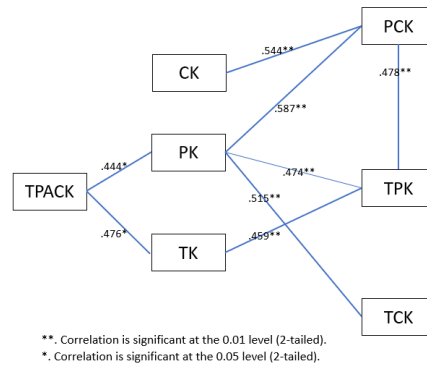 PCK
.544**
CK
.478**
.587**
PK
.444*
.474**
TPACK
TPK
.515**
.476*
.459**
TK
TCK
**. Correlation is significant at the 0.01 level (2-tailed).
*. Correlation is significant at the 0.05 level (2-tailed).